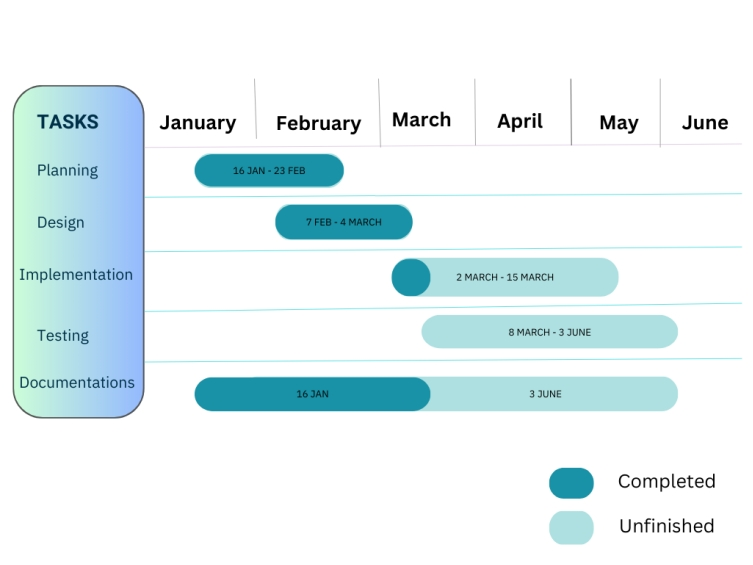 TASKS
January
February
March
April
May
June
Planning
16 JAN - 23 FEB
Design
7 FEB - 4 MARCH
Implementation
2 MARCH - 15 MARCH
Testing
8 MARCH - 3 JUNE
Documentations
16 JAN
3 JUNE
Completed
Unfinished